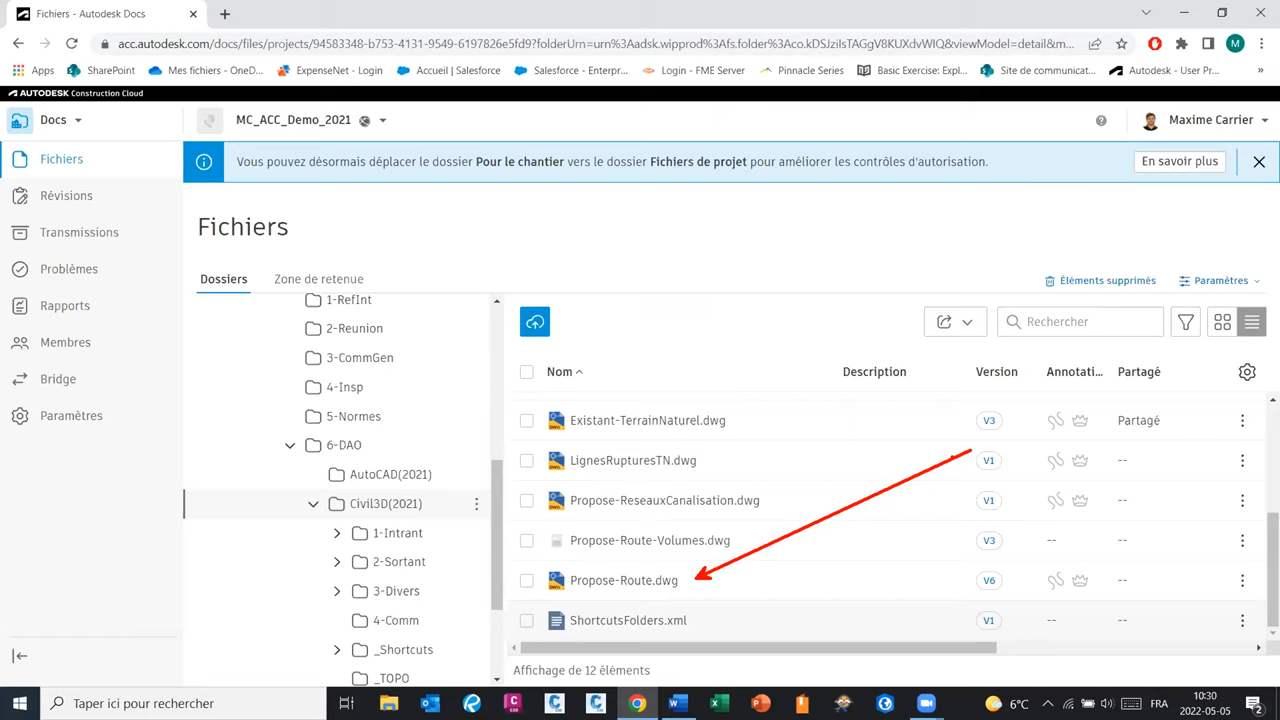 Fichiers - Autodesk Docs
acc.autodesk.com/docs/files/projects/94583348-b753-4131-954f-6197826e5fd9?folderUrn=urn%3Aadsk.wipprod%3Afs.folder%3Aco.kDSJziIsTAGgV8KUXdvWIQ&viewModel=detail&m...
M
Apps
SharePoint
Mes fichiers - OneD...
ExpenseNet - Login
Accueil | Salesforce
Salesforce - Enterpr...
Login - FME Server
Pinnacle Series
Basic Exercise: Expl...
Site de communicat...
Autodesk - User Pr...
»
AUTODESK Construction Cloud
Docs
MC_ACC_Demo_2021
Maxime Carrier
Fichiers
Révisions
Transmissions
Problèmes
Rapports
Membres
Bridge
Paramètres
Vous pouvez désormais déplacer le dossier Pour le chantier vers le dossier Fichiers de projet pour améliorer les contrôles d'autorisation.
En savoir plus
Fichiers
Dossiers
Zone de retenue
Éléments supprimés
Paramètres
1-RefInt
2-Reunion
3-CommGen
4-Insp
5-Normes
6-DAO
AutoCAD(2021)
Civil3D(2021)
1-Intrant
2-Sortant
3-Divers
4-Comm
_Shortcuts
_TOPO
Rechercher
Nom Description Version Annotati... Partagé
Existant-TerrainNaturel.dwg V3 Partagé
LignesRupturesTN.dwg V1 --
Propose-ReseauxCanalisation.dwg V1 --
Propose-Route-Volumes.dwg V3 -- --
Propose-Route.dwg V6 --
ShortcutsFolders.xml V1 -- --
Affichage de 12 éléments
Taper ici pour rechercher
6°C
FRA
10:30
2022-05-05
2